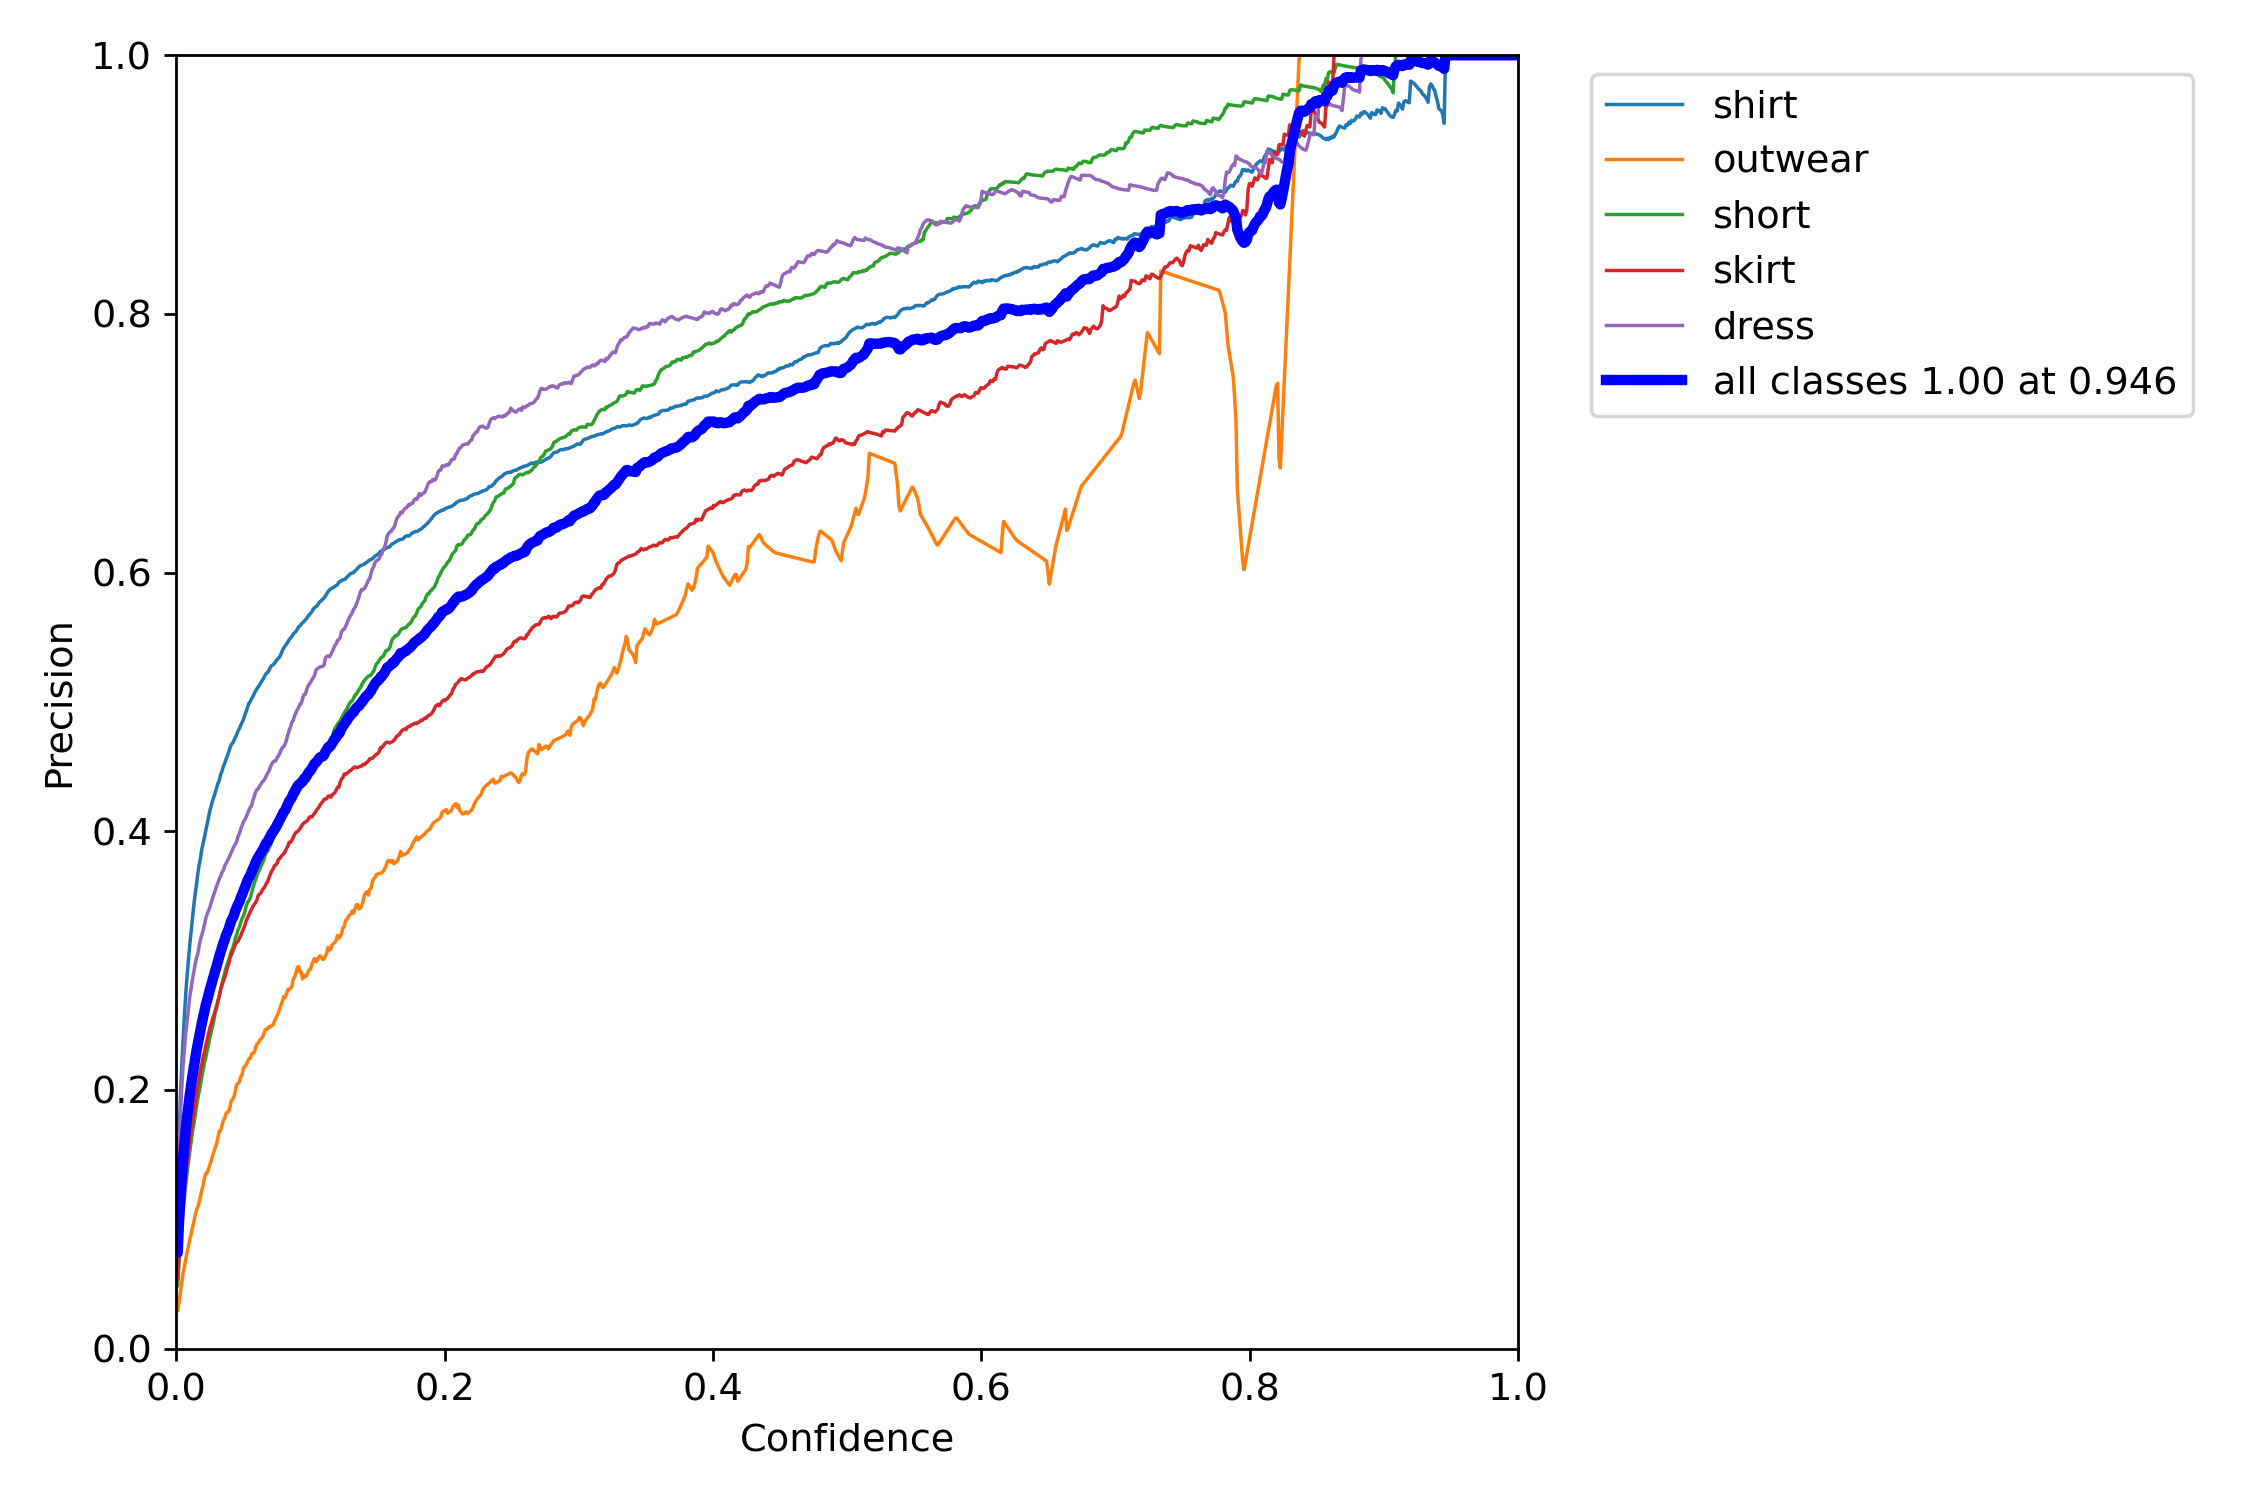 1.0
0.8
0.6
0.4
0.2
0.0
Precision
0.0 0.2 0.4 0.6 0.8 1.0
Confidence
shirt
outwear
short
skirt
dress
all classes 1.00 at 0.946